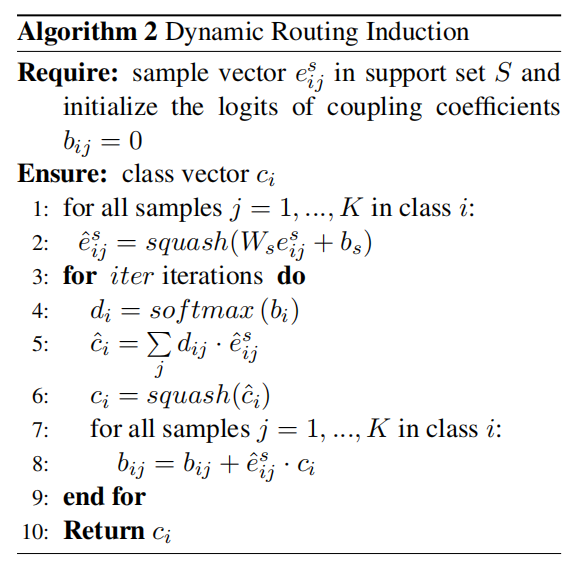 Algorithm 2 Dynamic Routing Induction
Require: sample vector $e_{ij}^s$ in support set $S$ and
initialize the logits of coupling coefficients
$b_{ij} = 0$
Ensure: class vector $c_i$
1: for all samples $j = 1, ..., K$ in class $i$:
2: $\hat{e}_{ij}^s = squash(W_s e_{ij}^s + b_s)$
3: for $iter$ iterations do
4: $d_i = softmax\,(b_i)$
5: $\hat{c}_i = \sum_j d_{ij} \cdot \hat{e}_{ij}^s$
6: $c_i = squash(\hat{c}_i)$
7: for all samples $j = 1, ..., K$ in class $i$:
8: $b_{ij} = b_{ij} + \hat{e}_{ij}^s \cdot c_i$
9: end for
10: Return $c_i$